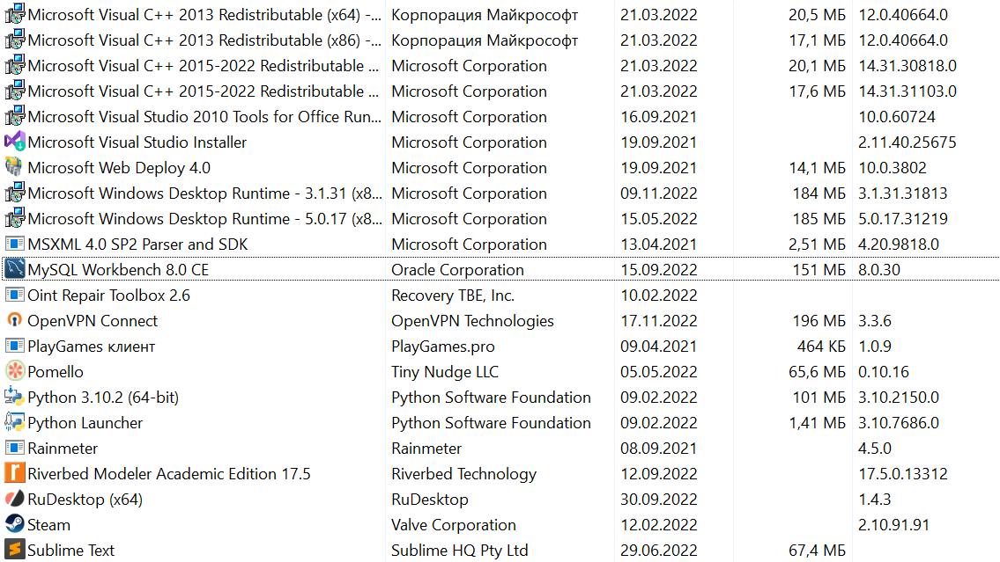 Microsoft Visual C++ 2013 Redistributable (x64) -... Корпорация Майкрософт 21.03.2022 20,5 МБ 12.0.40664.0
Microsoft Visual C++ 2013 Redistributable (x86) -... Корпорация Майкрософт 21.03.2022 17,1 МБ 12.0.40664.0
Microsoft Visual C++ 2015-2022 Redistributable ... Microsoft Corporation 21.03.2022 20,1 МБ 14.31.30818.0
Microsoft Visual C++ 2015-2022 Redistributable ... Microsoft Corporation 21.03.2022 17,6 МБ 14.31.31103.0
Microsoft Visual Studio 2010 Tools for Office Run... Microsoft Corporation 16.09.2021 10.0.60724
Microsoft Visual Studio Installer Microsoft Corporation 19.09.2021 2.11.40.25675
Microsoft Web Deploy 4.0 Microsoft Corporation 19.09.2021 14,1 МБ 10.0.3802
Microsoft Windows Desktop Runtime - 3.1.31 (x8... Microsoft Corporation 09.11.2022 184 МБ 3.1.31.31813
Microsoft Windows Desktop Runtime - 5.0.17 (x8... Microsoft Corporation 15.05.2022 185 МБ 5.0.17.31219
MSXML 4.0 SP2 Parser and SDK Microsoft Corporation 13.04.2021 2,51 МБ 4.20.9818.0
MySQL Workbench 8.0 CE Oracle Corporation 15.09.2022 151 МБ 8.0.30
Oint Repair Toolbox 2.6 Recovery TBE, Inc. 10.02.2022
OpenVPN Connect OpenVPN Technologies 17.11.2022 196 МБ 3.3.6
PlayGames клиент PlayGames.pro 09.04.2021 464 КБ 1.0.9
Pomello Tiny Nudge LLC 05.05.2022 65,6 МБ 0.10.16
Python 3.10.2 (64-bit) Python Software Foundation 09.02.2022 101 МБ 3.10.2150.0
Python Launcher Python Software Foundation 09.02.2022 1,41 МБ 3.10.7686.0
Rainmeter Rainmeter 08.09.2021 4.5.0
Riverbed Modeler Academic Edition 17.5 Riverbed Technology 12.09.2022 17.5.0.13312
RuDesktop (x64) RuDesktop 30.09.2022 1.4.3
Steam Valve Corporation 12.02.2022 2.10.91.91
Sublime Text Sublime HQ Pty Ltd 29.06.2022 67,4 МБ